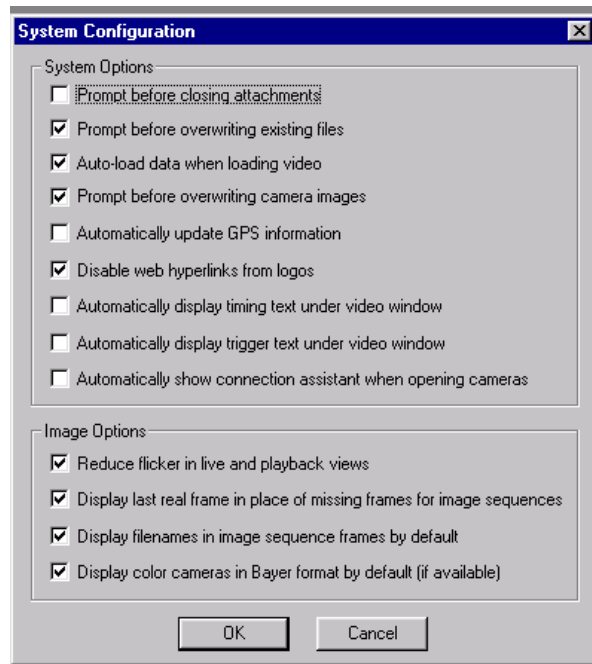 System Configuration
System Options
Prompt before closing attachments
Prompt before overwriting existing files
Auto-load data when loading video
Prompt before overwriting camera images
Automatically update GPS information
Disable web hyperlinks from logos
Automatically display timing text under video window
Automatically display trigger text under video window
Automatically show connection assistant when opening cameras
Image Options
Reduce flicker in live and playback views
Display last real frame in place of missing frames for image sequences
Display filenames in image sequence frames by default
Display color cameras in Bayer format by default (if available)
OK
Cancel